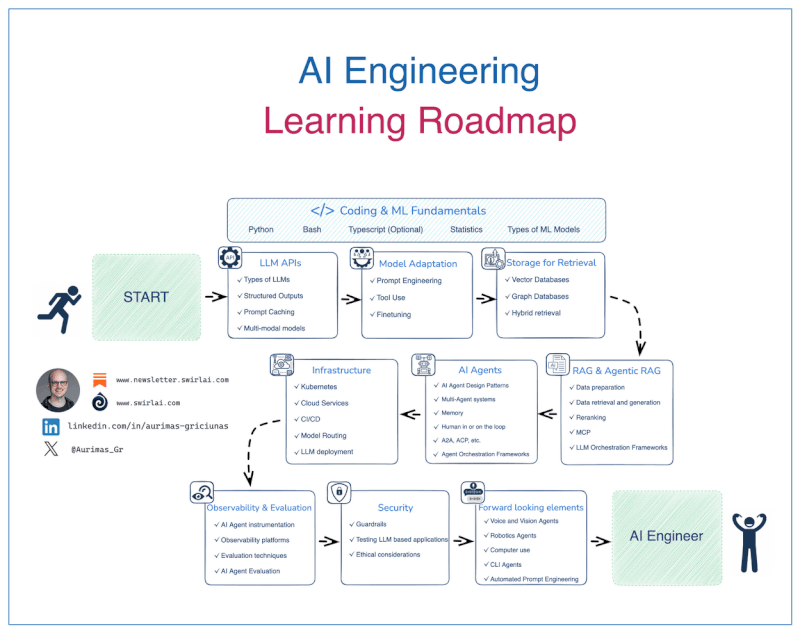 AI Engineering
Learning Roadmap
</> Coding & ML Fundamentals
Python Bash Typescript (Optional) Statistics Types of ML Models
START
API
LLM APIs
✓ Types of LLMs
✓ Structured Outputs
✓ Prompt Caching
✓ Multi-modal models
Model Adaptation
✓ Prompt Engineering
✓ Tool Use
✓ Finetuning
Storage for Retrieval
✓ Vector Databases
✓ Graph Databases
✓ Hybrid retrieval
RAG & Agentic RAG
✓ Data preparation
✓ Data retrieval and generation
✓ Reranking
✓ MCP
✓ LLM Orchestration Frameworks
AI Agents
✓ AI Agent Design Patterns
✓ Multi-Agent systems
✓ Memory
✓ Human in or on the loop
✓ A2A, ACP, etc.
✓ Agent Orchestration Frameworks
Infrastructure
✓ Kubernetes
✓ Cloud Services
✓ CI/CD
✓ Model Routing
✓ LLM deployment
www.newsletter.swirlai.com
www.swirlai.com
in linkedin.com/in/aurimas-griciunas
X @Aurimas_Gr
Observability & Evaluation
✓ AI Agent instrumentation
✓ Observability platforms
✓ Evaluation techniques
✓ AI Agent Evaluation
Security
✓ Guardrails
✓ Testing LLM based applications
✓ Ethical considerations
Forward looking elements
✓ Voice and Vision Agents
✓ Robotics Agents
✓ Computer use
✓ CLI Agents
✓ Automated Prompt Engineering
AI Engineer